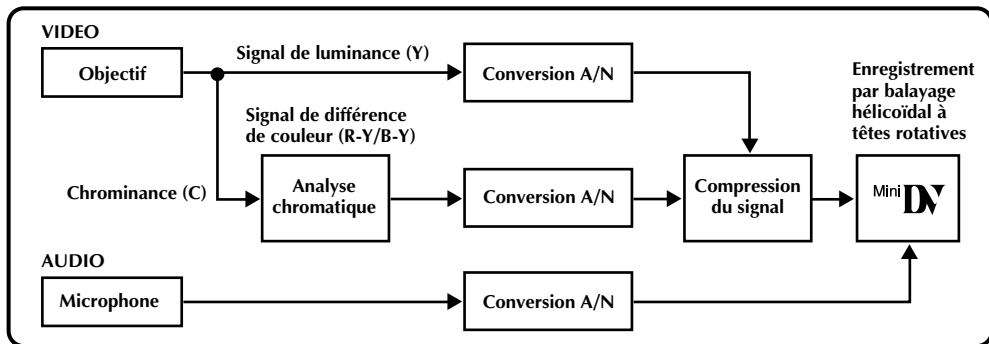 VIDEO
Objectif
Signal de luminance (Y)
Conversion A/N
Enregistrement
par balayage
hélicoïdal à
têtes rotatives
Signal de différence
de couleur (R-Y/B-Y)
Chrominance (C)
Analyse
chromatique
Conversion A/N
Compression
du signal
Mini DV
AUDIO
Microphone
Conversion A/N